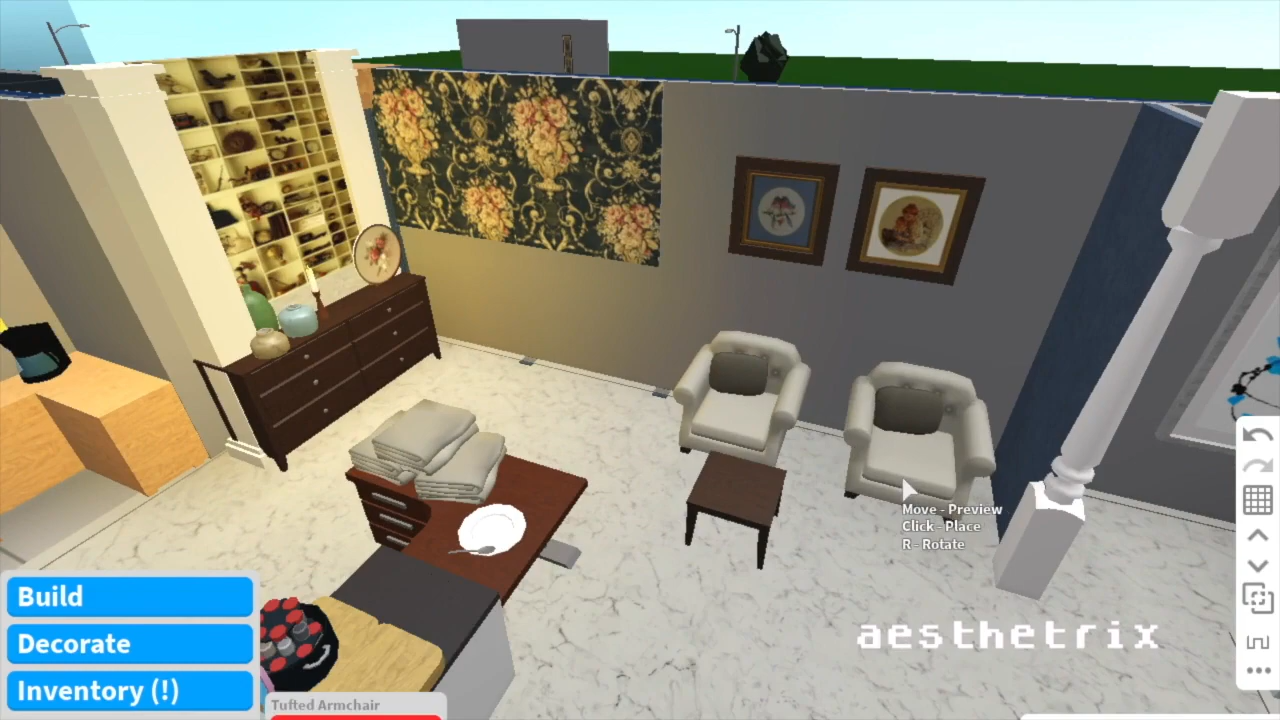 Move - Preview
Click - Place
R - Rotate
Build
Decorate
Inventory (!)
aesthetrix
Tufted Armchair